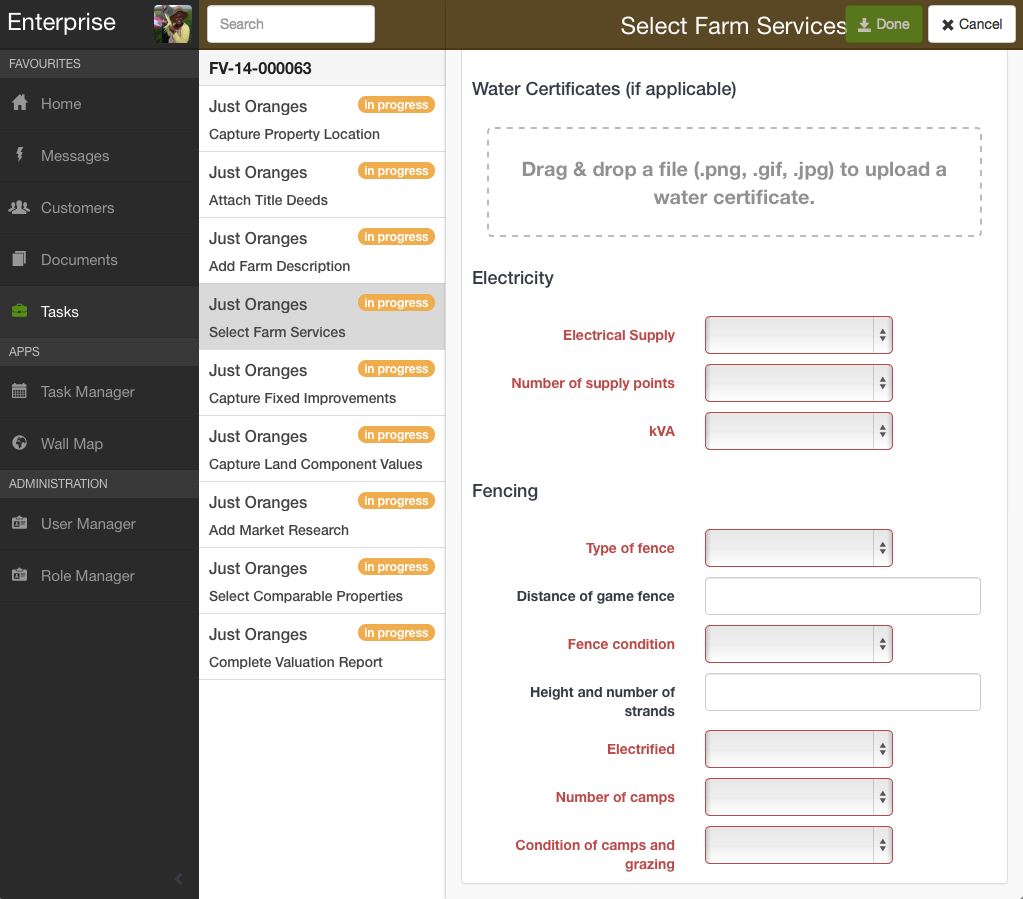 Enterprise
Search
Select Farm Services
Done
Cancel
FAVOURITES
Home
Messages
Customers
Documents
Tasks
APPS
Task Manager
Wall Map
ADMINISTRATION
User Manager
Role Manager
FV-14-000063
Just Oranges in progress
Capture Property Location
Just Oranges in progress
Attach Title Deeds
Just Oranges in progress
Add Farm Description
Just Oranges in progress
Select Farm Services
Just Oranges in progress
Capture Fixed Improvements
Just Oranges in progress
Capture Land Component Values
Just Oranges in progress
Add Market Research
Just Oranges in progress
Select Comparable Properties
Just Oranges in progress
Complete Valuation Report
Water Certificates (if applicable)
Drag & drop a file (.png, .gif, .jpg) to upload a
water certificate.
Electricity
Electrical Supply
Number of supply points
kVA
Fencing
Type of fence
Distance of game fence
Fence condition
Height and number of
strands
Electrified
Number of camps
Condition of camps and
grazing